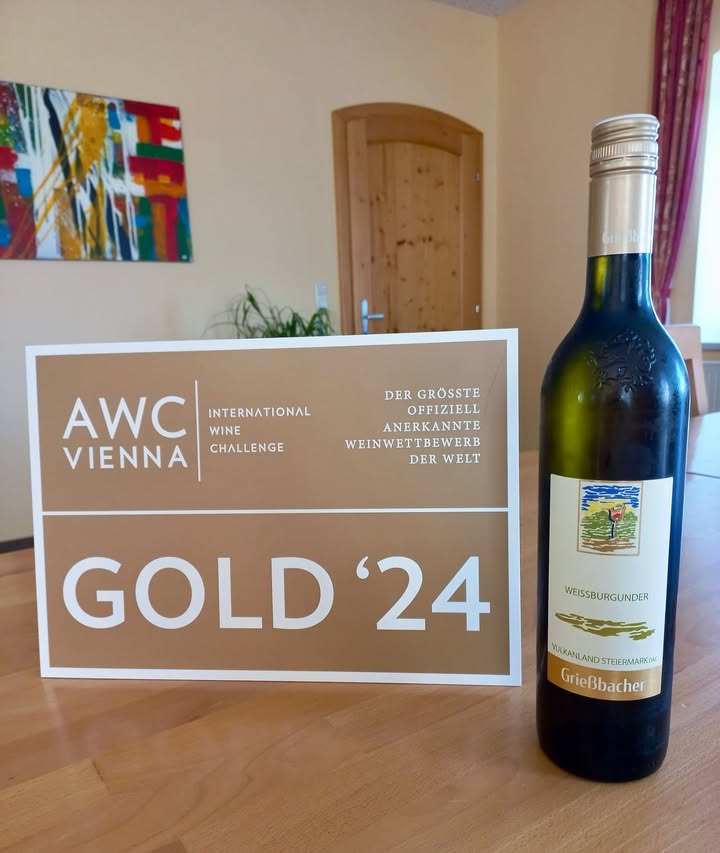 AWC
VIENNA
INTERNATIONAL
WINE
CHALLENGE
DER GRÖSSTE
OFFIZIELL
ANERKANNTE
WEINWETTBEWERB
DER WELT
GOLD ‘24
WEISSBURGUNDER
VULKANLAND STEIERMARK DAC
Grießbacher